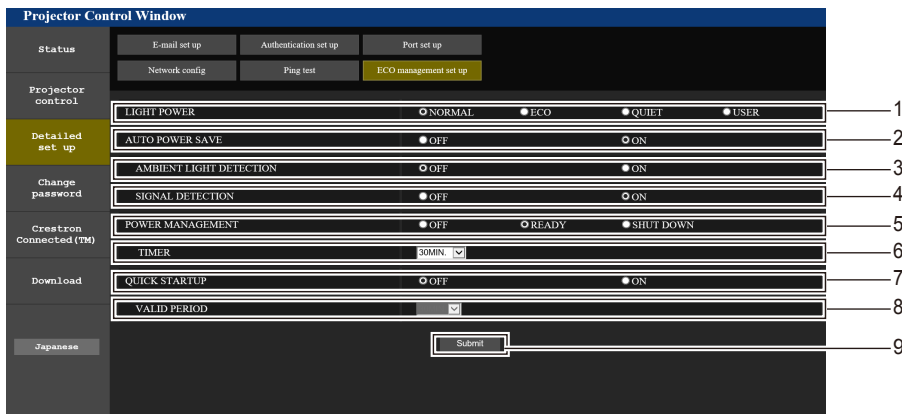 Projector Control Window
Status
Projector control
Detailed set up
Change password
Crestron Connected(TM)
Download
Japanese
E-mail set up
Authentication set up
Port set up
Network config
Ping test
ECO management set up
LIGHT POWER NORMAL ECO QUIET USER 1
AUTO POWER SAVE OFF ON 2
AMBIENT LIGHT DETECTION OFF ON 3
SIGNAL DETECTION OFF ON 4
POWER MANAGEMENT OFF READY SHUT DOWN 5
TIMER 30MIN. 6
QUICK STARTUP OFF ON 7
VALID PERIOD 8
Submit 9